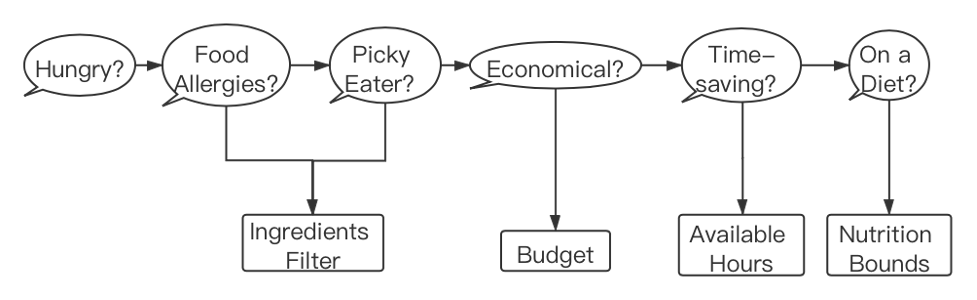 Hungry?
Food
Allergies?
Picky
Eater?
Economical?
Time-
saving?
On a
Diet?
Ingredients
Filter
Budget
Available
Hours
Nutrition
Bounds